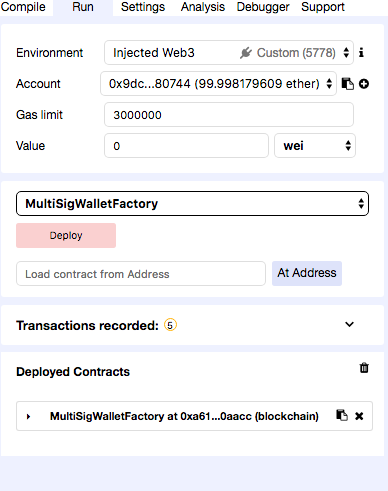 Compile Run Settings Analysis Debugger Support
Environment Injected Web3 Custom (5778) i
Account 0x9dc...80744 (99.998179609 ether)
Gas limit 3000000
Value 0 wei
MultiSigWalletFactory
Deploy
Load contract from Address At Address
Transactions recorded: 5
Deployed Contracts
MultiSigWalletFactory at 0xa61...0aacc (blockchain)